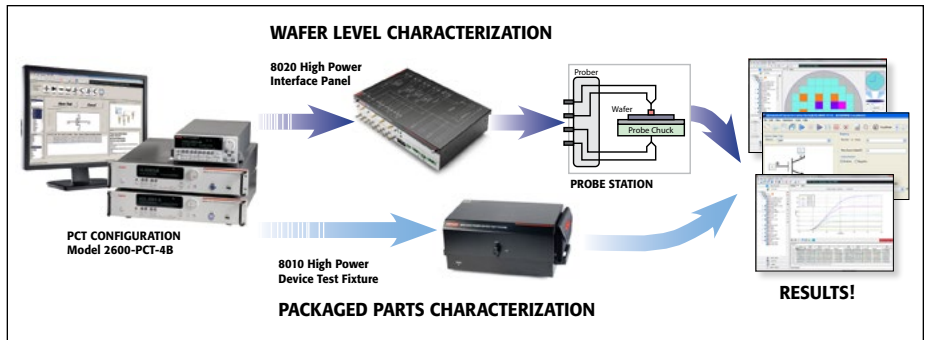 WAFER LEVEL CHARACTERIZATION
8020 High Power
Interface Panel
Prober
Wafer
Probe Chuck
PROBE STATION
PCT CONFIGURATION
Model 2600-PCT-4B
8010 High Power
Device Test Fixture
RESULTS!
PACKAGED PARTS CHARACTERIZATION